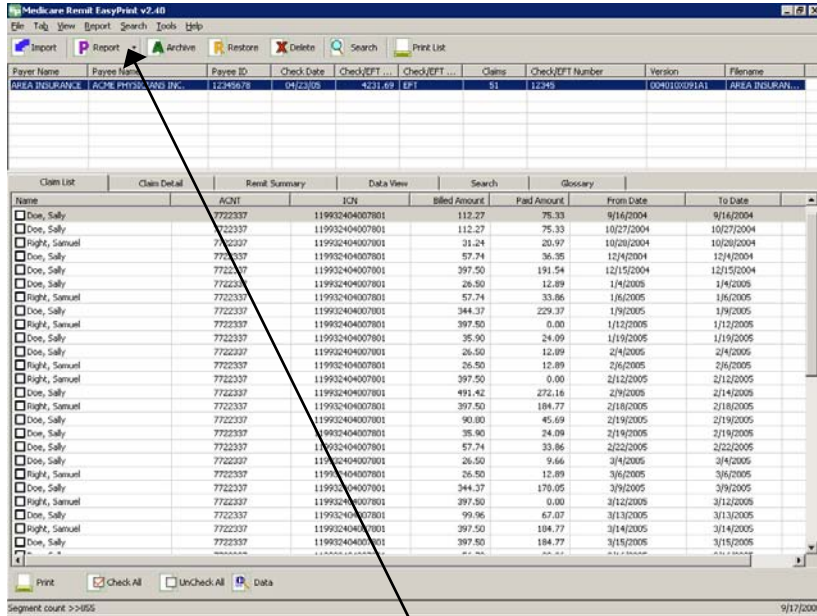 Medicare Remit EasyPrint v2.40
File Tab View Report Search Tools Help
Import Report Archive Restore Delete Search Print List
Payer Name Payee Name Payee ID Check Date Check/EFT ... Check/EFT ... Claims Check/EFT Number Version Filename
AREA INSURANCE ACME PHYSICIANS INC. 12345678 04/23/05 4231.69 EFT 51 12345 004010X091A1 AREA INSURAN...
Claim List Claim Detail Remit Summary Data View Search Glossary
Name ACNT ICN Billed Amount Paid Amount From Date To Date
Doe, Sally 7722337 119932404007801 112.27 75.33 9/16/2004 9/16/2004
Doe, Sally 7722337 119932404007801 112.27 75.33 10/27/2004 10/27/2004
Right, Samuel 7722337 119932404007801 31.24 20.97 10/28/2004 10/28/2004
Doe, Sally 7722337 119932404007801 57.74 36.35 12/4/2004 12/4/2004
Doe, Sally 7722337 119932404007801 397.50 191.54 12/15/2004 12/15/2004
Doe, Sally 7722337 119932404007801 26.50 12.89 1/4/2005 1/4/2005
Right, Samuel 7722337 119932404007801 57.74 33.86 1/6/2005 1/6/2005
Doe, Sally 7722337 119932404007801 344.37 229.37 1/9/2005 1/9/2005
Right, Samuel 7722337 119932404007801 397.50 0.00 1/12/2005 1/12/2005
Doe, Sally 7722337 119932404007801 35.90 24.09 1/19/2005 1/19/2005
Right, Samuel 7722337 119932404007801 26.50 12.89 2/4/2005 2/4/2005
Doe, Sally 7722337 119932404007801 26.50 12.89 2/6/2005 2/6/2005
Right, Samuel 7722337 119932404007801 397.50 0.00 2/12/2005 2/12/2005
Doe, Sally 7722337 119932404007801 491.42 272.16 2/9/2005 2/14/2005
Right, Samuel 7722337 119932404007801 397.50 184.77 2/18/2005 2/18/2005
Doe, Sally 7722337 119932404007801 90.80 45.69 2/19/2005 2/19/2005
Doe, Sally 7722337 119932404007801 35.90 24.09 2/19/2005 2/19/2005
Doe, Sally 7722337 119932404007801 57.74 33.86 2/22/2005 2/22/2005
Doe, Sally 7722337 119932404007801 26.50 9.66 3/4/2005 3/4/2005
Right, Samuel 7722337 119932404007801 26.50 12.89 3/6/2005 3/6/2005
Doe, Sally 7722337 119932404007801 344.37 178.05 3/9/2005 3/9/2005
Right, Samuel 7722337 119932404007801 397.50 0.00 3/12/2005 3/12/2005
Doe, Sally 7722337 119932404007801 99.96 67.07 3/13/2005 3/13/2005
Right, Samuel 7722337 119932404007801 397.50 184.77 3/14/2005 3/14/2005
Doe, Sally 7722337 119932404007801 397.50 184.77 3/15/2005 3/15/2005
Print Check All UnCheck All Data
Segment count >>855 9/17/200